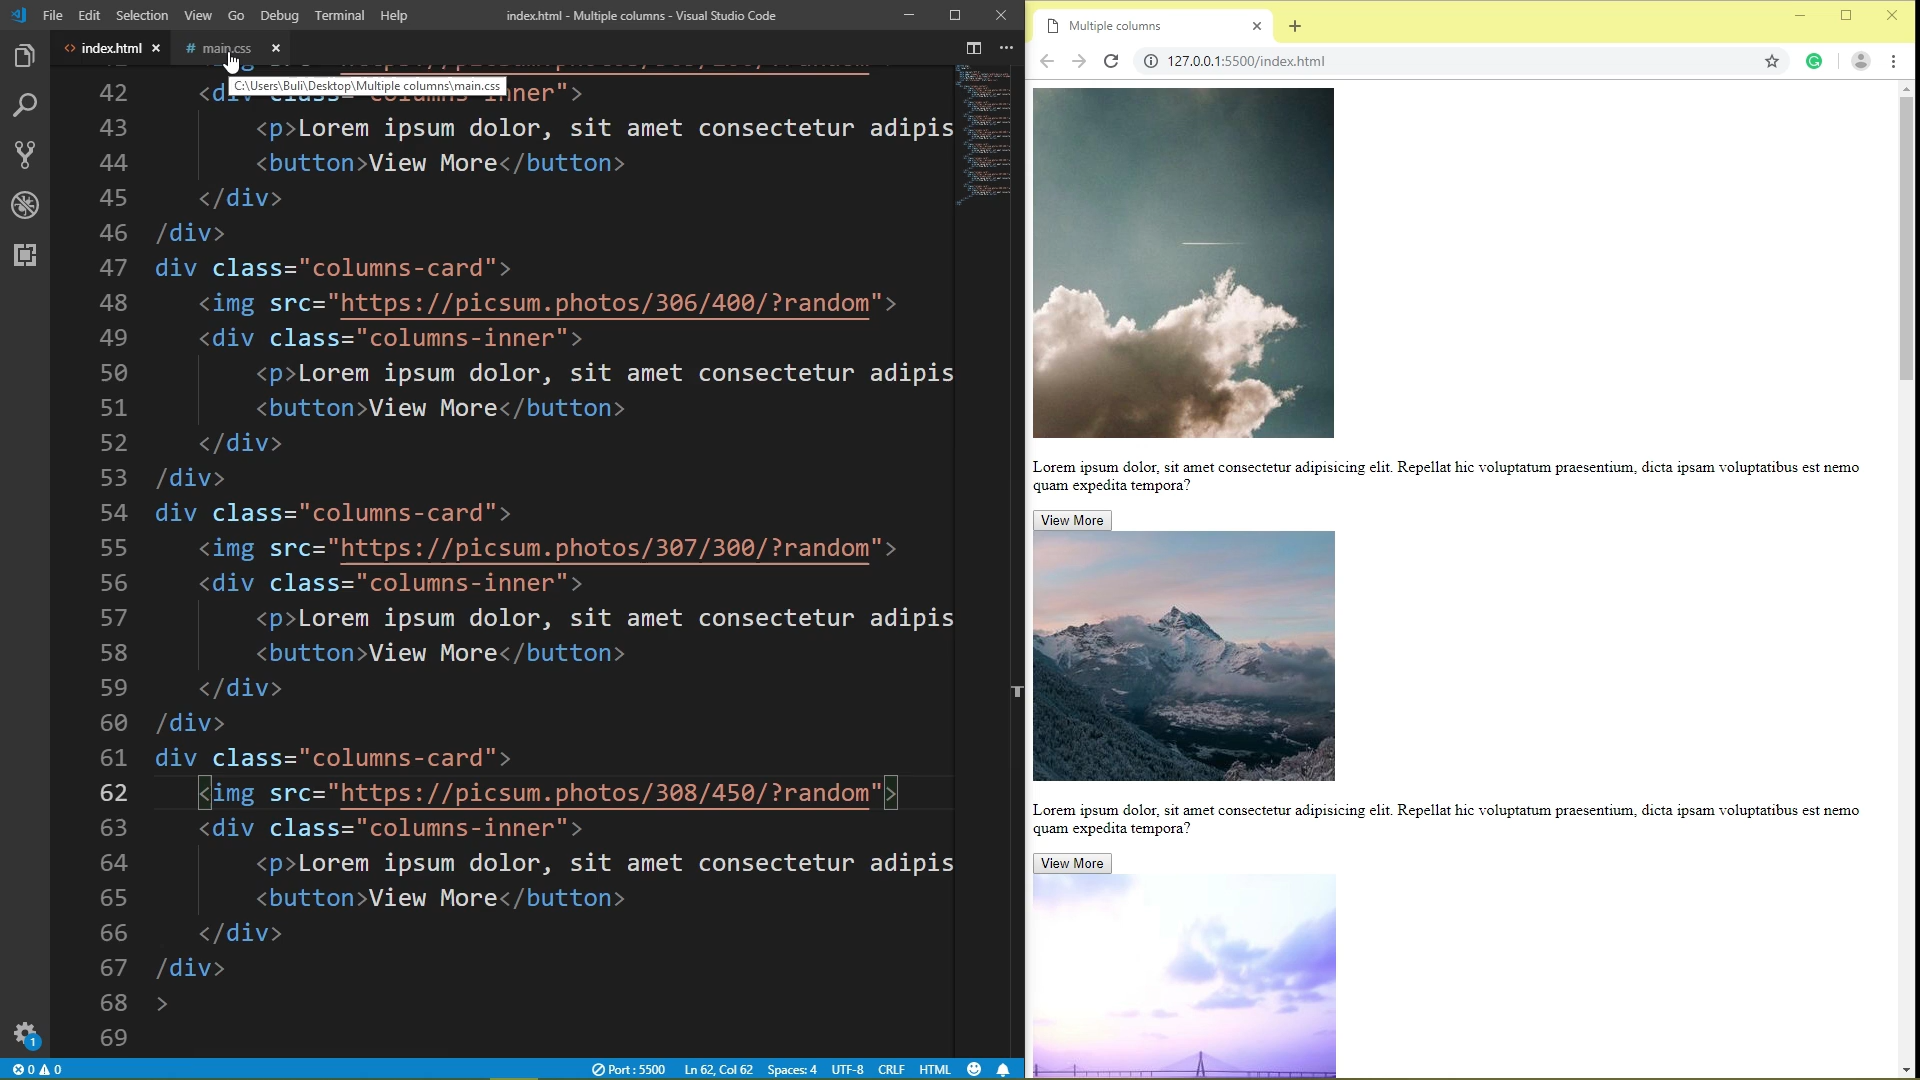 File Edit Selection View Go Debug Terminal Help
index.html - Multiple columns - Visual Studio Code
index.html
# main.css
C:\Users\Buli\Desktop\Multiple columns\main.css
42 <div class="columns-inner">
43 <p>Lorem ipsum dolor, sit amet consectetur adipis
44 <button>View More</button>
45 </div>
46 /div>
47 div class="columns-card">
48 <img src="https://picsum.photos/306/400/?random">
49 <div class="columns-inner">
50 <p>Lorem ipsum dolor, sit amet consectetur adipis
51 <button>View More</button>
52 </div>
53 /div>
54 div class="columns-card">
55 <img src="https://picsum.photos/307/300/?random">
56 <div class="columns-inner">
57 <p>Lorem ipsum dolor, sit amet consectetur adipis
58 <button>View More</button>
59 </div>
60 /div>
61 div class="columns-card">
62 <img src="https://picsum.photos/308/450/?random">
63 <div class="columns-inner">
64 <p>Lorem ipsum dolor, sit amet consectetur adipis
65 <button>View More</button>
66 </div>
67 /div>
68 >
69
1
0 0
Port : 5500 Ln 62, Col 62 Spaces: 4 UTF-8 CRLF HTML
Multiple columns
127.0.0.1:5500/index.html
Lorem ipsum dolor, sit amet consectetur adipisicing elit. Repellat hic voluptatum praesentium, dicta ipsam voluptatibus est nemo
quam expedita tempora?
View More
Lorem ipsum dolor, sit amet consectetur adipisicing elit. Repellat hic voluptatum praesentium, dicta ipsam voluptatibus est nemo
quam expedita tempora?
View More